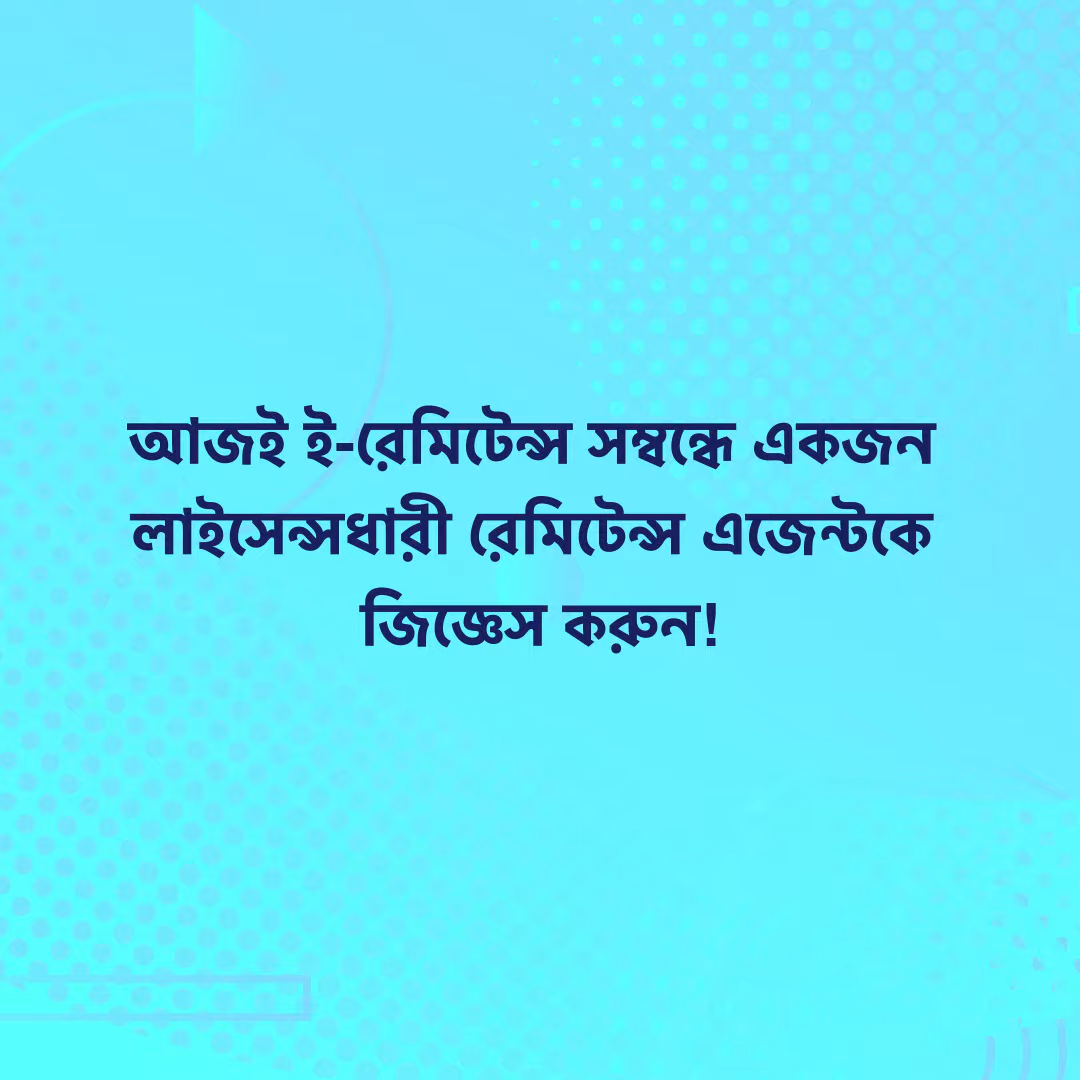 আজই ই-রেমিটেন্স সম্বন্ধে একজন
লাইসেন্সধারী রেমিটেন্স এজেন্টকে
জিজ্ঞেস করুন!